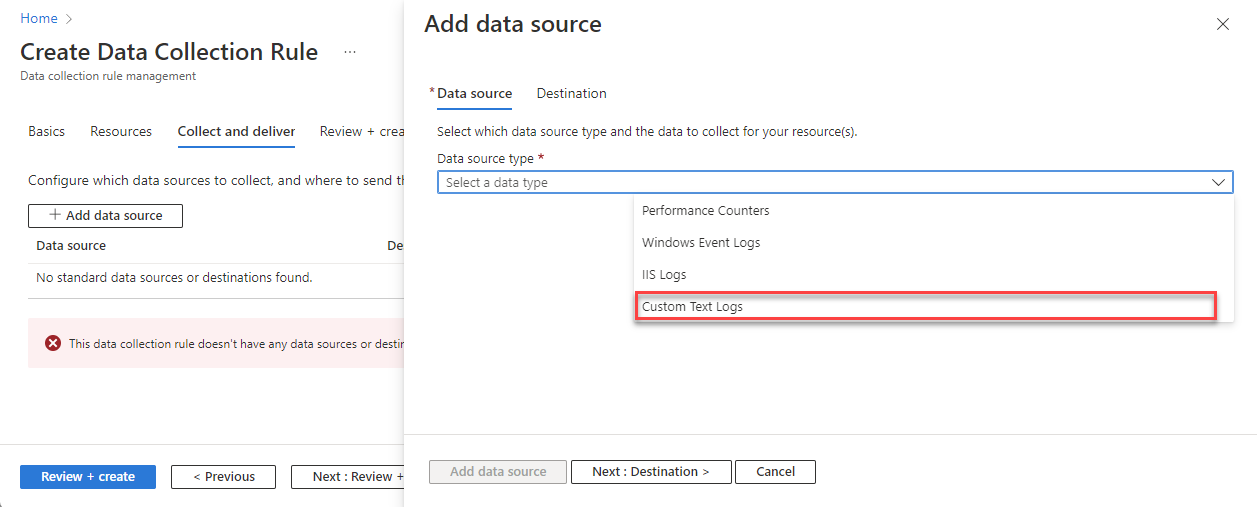 Home >
Create Data Collection Rule ...
Data collection rule management
Basics Resources Collect and deliver Review + crea
Configure which data sources to collect, and where to send th
+ Add data source
Data source De
No standard data sources or destinations found.
This data collection rule doesn't have any data sources or destin
Review + create < Previous Next : Review +
Add data source
* Data source Destination
Select which data source type and the data to collect for your resource(s).
Data source type *
Select a data type
Performance Counters
Windows Event Logs
IIS Logs
Custom Text Logs
Add data source Next : Destination > Cancel